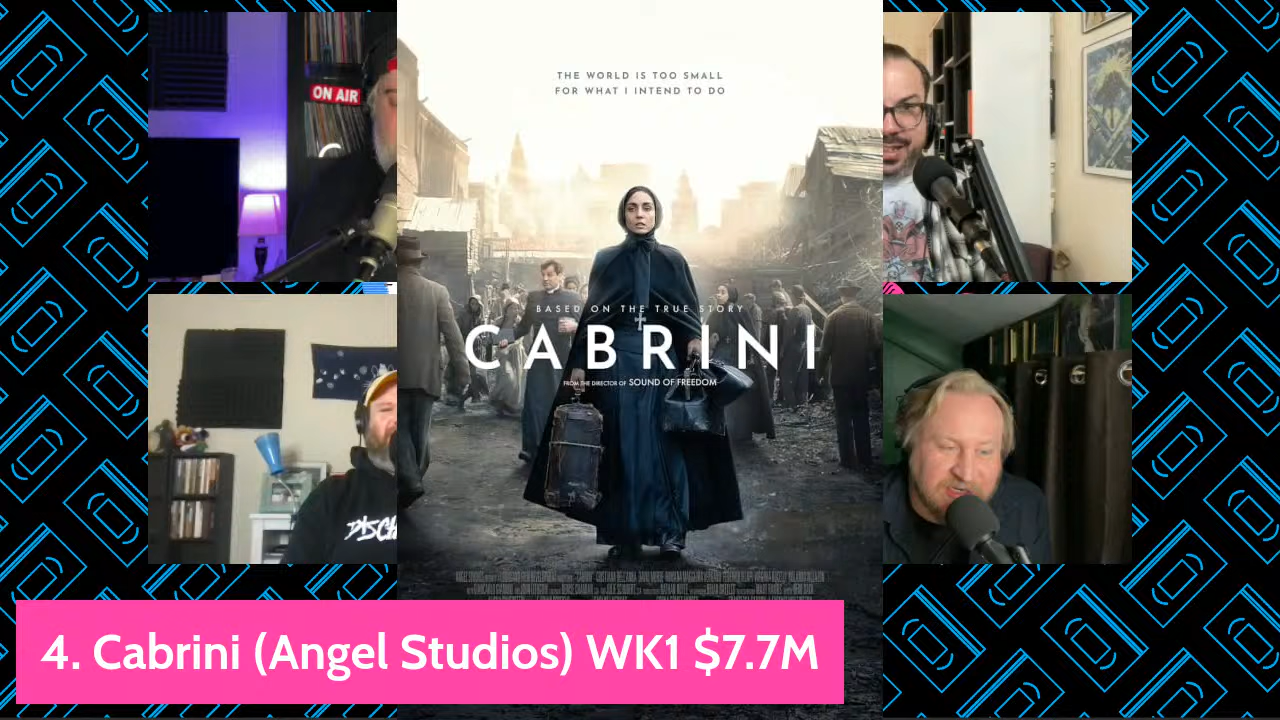 THE WORLD IS TOO SMALL
FOR WHAT I INTEND TO DO
ON AIR
BASED ON THE TRUE STORY
CABRINI
FROM THE DIRECTOR OF SOUND OF FREEDOM
4. Cabrini (Angel Studios) WK1 $7.7M